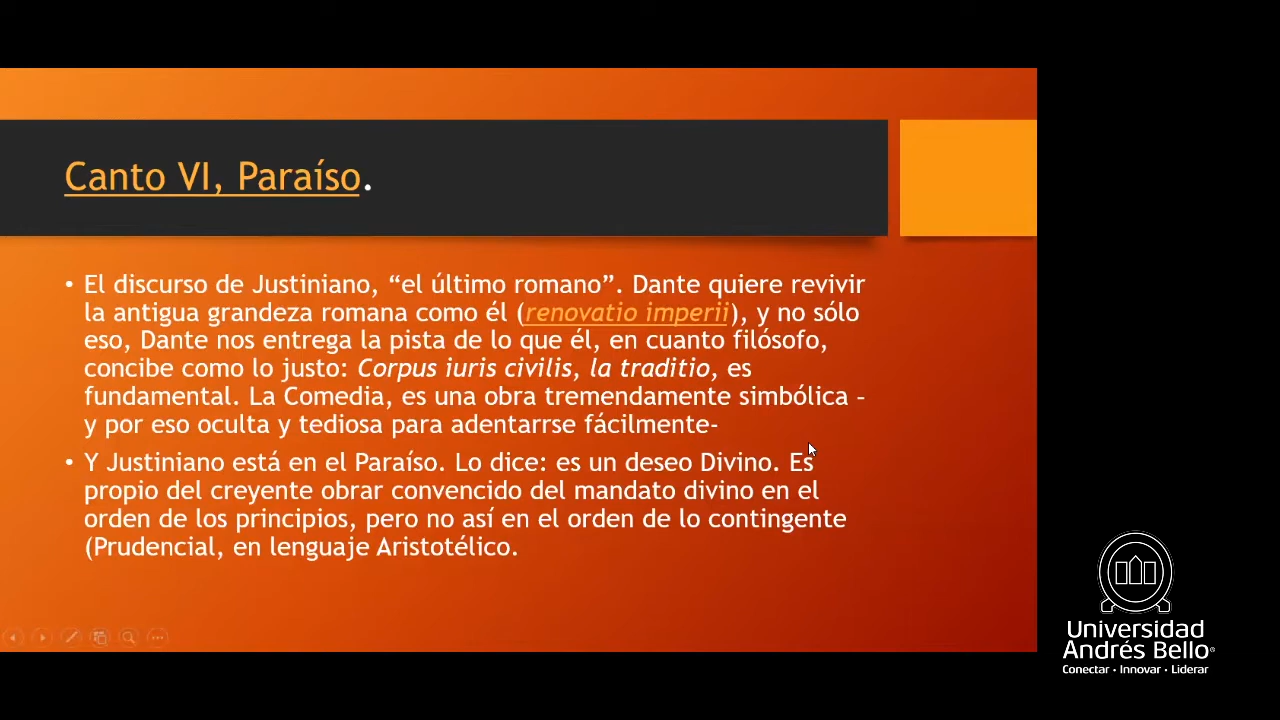 Canto VI, Paraíso.
• El discurso de Justiniano, “el último romano”. Dante quiere revivir
la antigua grandeza romana como él (renovatio imperii), y no sólo
eso, Dante nos entrega la pista de lo que él, en cuanto filósofo,
concibe como lo justo: Corpus iuris civilis, la traditio, es
fundamental. La Comedia, es una obra tremendamente simbólica –
y por eso oculta y tediosa para adentarrse fácilmente-
• Y Justiniano está en el Paraíso. Lo dice: es un deseo Divino. Es
propio del creyente obrar convencido del mandato divino en el
orden de los principios, pero no así en el orden de lo contingente
(Prudencial, en lenguaje Aristotélico.
Universidad
Andrés Bello®
Conectar • Innovar • Liderar